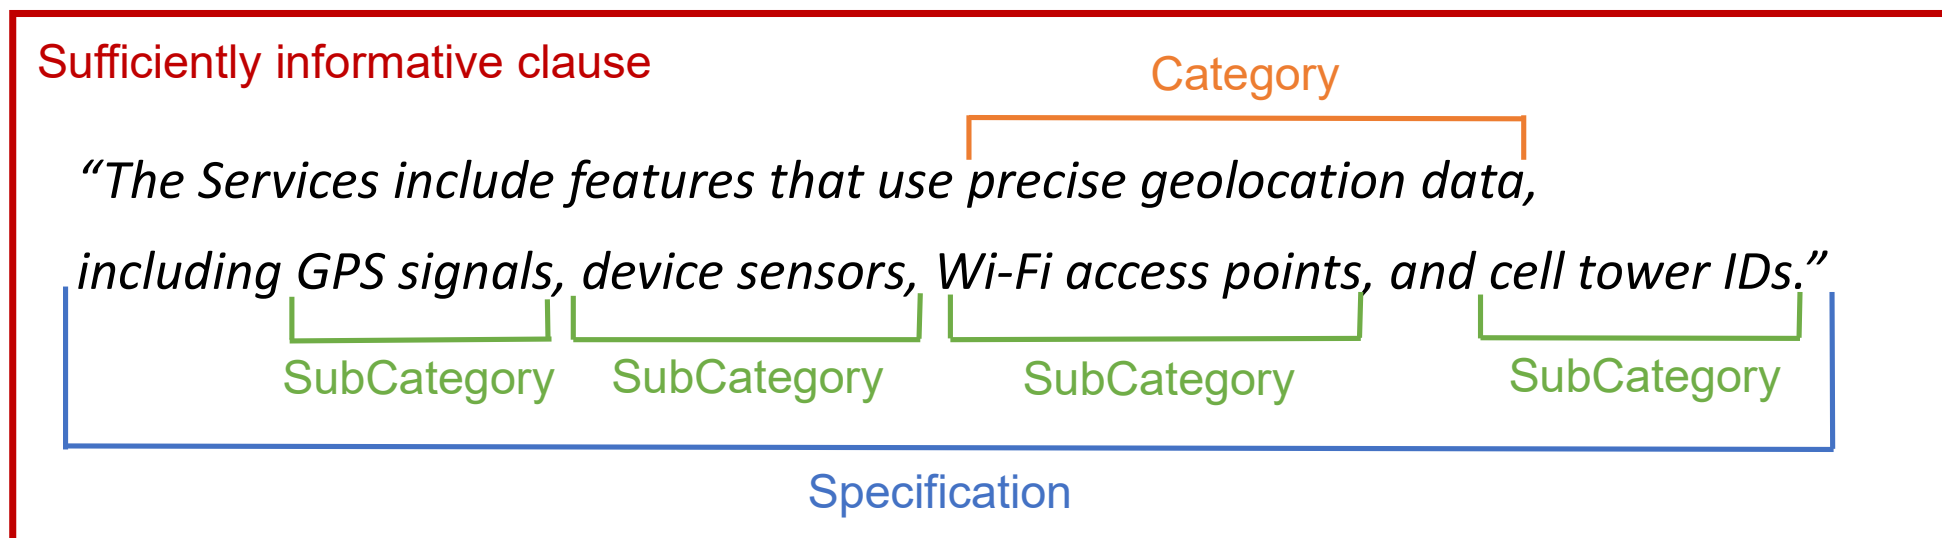 Sufficiently informative clause
Category
“The Services include features that use precise geolocation data,
including GPS signals, device sensors, Wi-Fi access points, and cell tower IDs.”
SubCategory SubCategory SubCategory SubCategory
Specification